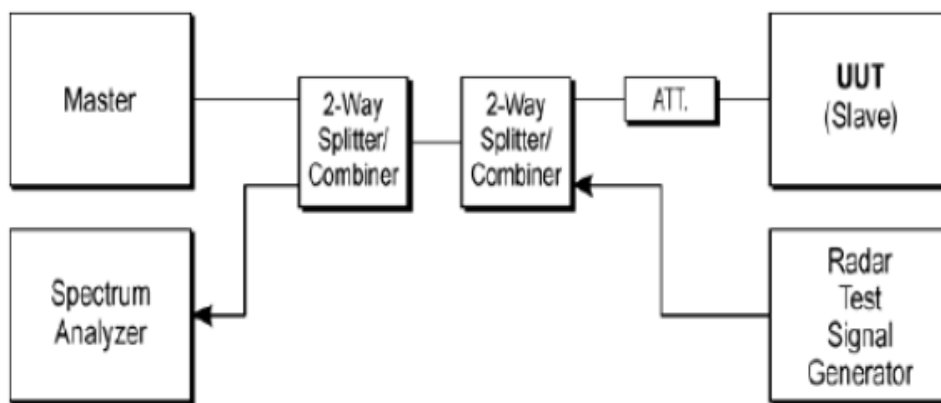 Master
2-Way
Splitter/
Combiner
2-Way
Splitter/
Combiner
ATT.
UUT
(Slave)
Spectrum
Analyzer
Radar
Test
Signal
Generator